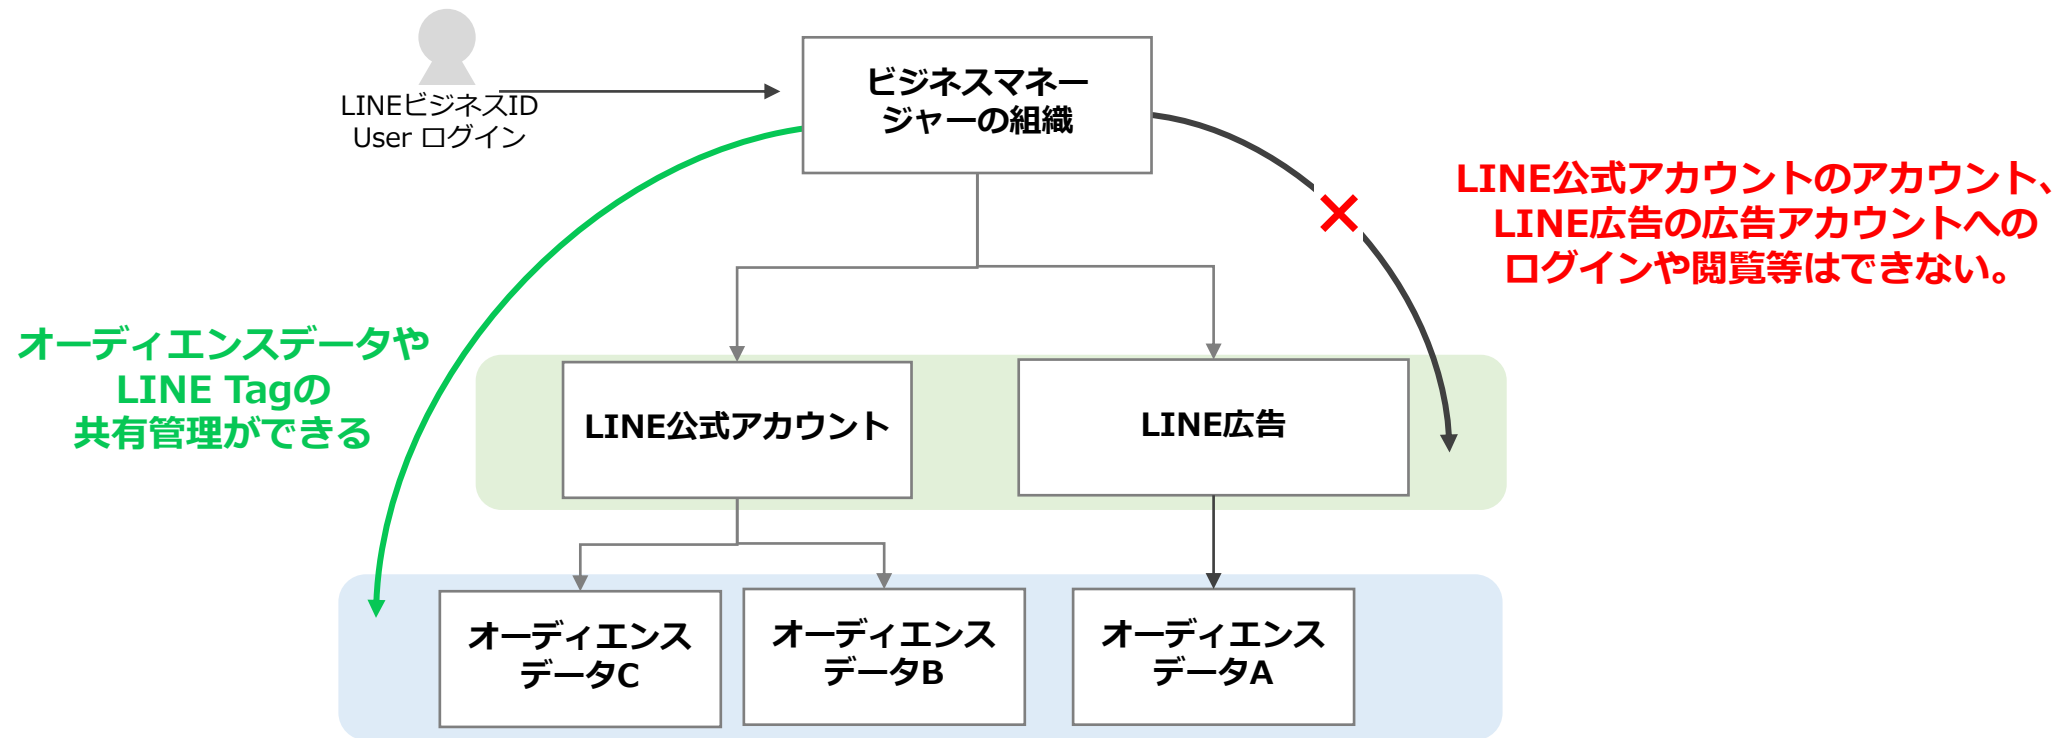 LINEビジネスID
User ログイン
ビジネスマネー
ジャーの組織
LINE公式アカウントのアカウント、
LINE広告の広告アカウントへの
ログインや閲覧等はできない。
オーディエンスデータや
LINE Tagの
共有管理ができる
LINE公式アカウント
LINE広告
オーディエンス
データC
オーディエンス
データB
オーディエンス
データA